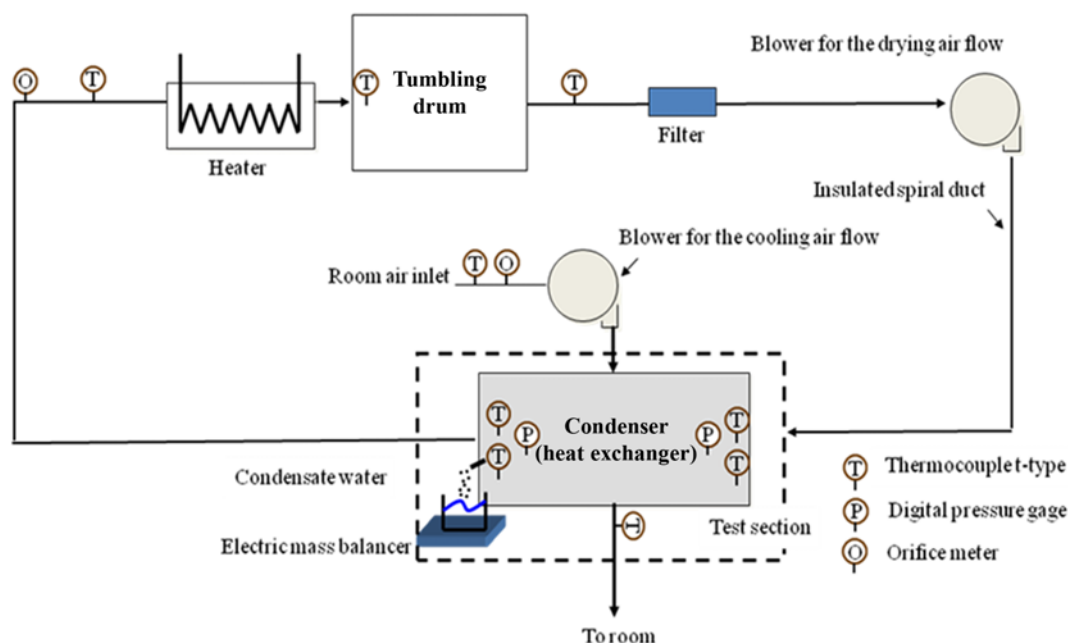 Blower for the drying air flow
O
T
T
Tumbling
drum
T
Filter
Heater
Insulated spiral duct
Blower for the cooling air flow
T
O
Room air inlet
T
P
Condenser
(heat exchanger)
P
T
T
T
Condensate water
Electric mass balancer
T
Test section
To room
T
Thermocouple t-type
P
Digital pressure gage
O
Orifice meter